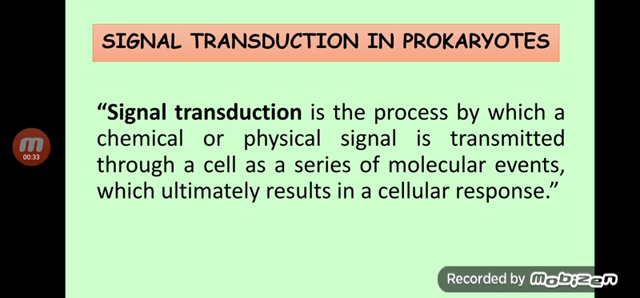 SIGNAL TRANSDUCTION IN PROKARYOTES
“Signal transduction is the process by which a
chemical or physical signal is transmitted
through a cell as a series of molecular events,
which ultimately results in a cellular response.”
m
00:33
Recorded by mobizen